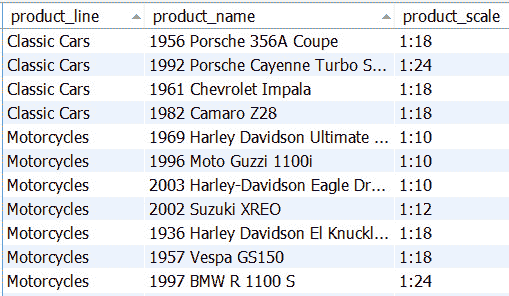 product_line product_name product_scale
Classic Cars 1956 Porsche 356A Coupe 1:18
Classic Cars 1992 Porsche Cayenne Turbo S... 1:24
Classic Cars 1961 Chevrolet Impala 1:18
Classic Cars 1982 Camaro Z28 1:18
Motorcycles 1969 Harley Davidson Ultimate ... 1:10
Motorcycles 1996 Moto Guzzi 1100i 1:10
Motorcycles 2003 Harley-Davidson Eagle Dr... 1:10
Motorcycles 2002 Suzuki XREO 1:12
Motorcycles 1936 Harley Davidson El Knuckl... 1:18
Motorcycles 1957 Vespa GS150 1:18
Motorcycles 1997 BMW R 1100 S 1:24